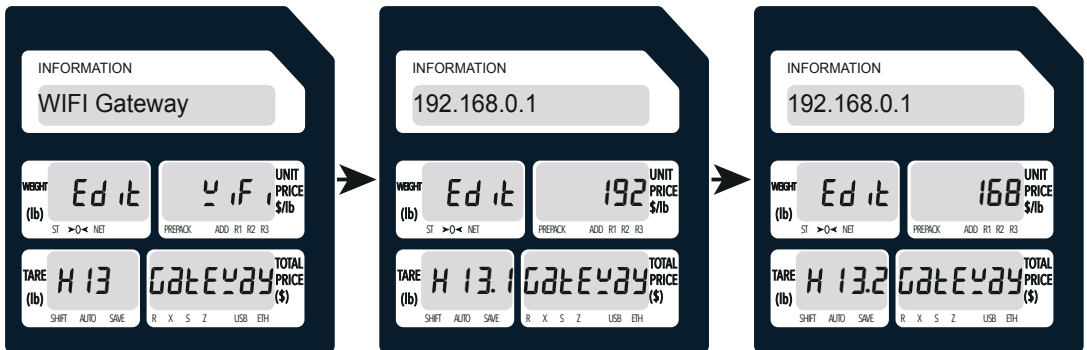 INFORMATION
WIFI Gateway
WEIGHT (lb) Edit WiFi UNIT PRICE $/lb
ST >0< NET PREPACK ADD R1 R2 R3
TARE (lb) H13 GatEWay TOTAL PRICE ($)
SHIFT AUTO SAVE R X S Z USB ETH
INFORMATION
192.168.0.1
WEIGHT (lb) Edit 192 UNIT PRICE $/lb
ST >0< NET PREPACK ADD R1 R2 R3
TARE (lb) H13.1 GatEWay TOTAL PRICE ($)
SHIFT AUTO SAVE R X S Z USB ETH
INFORMATION
192.168.0.1
WEIGHT (lb) Edit 168 UNIT PRICE $/lb
ST >0< NET PREPACK ADD R1 R2 R3
TARE (lb) H13.2 GatEWay TOTAL PRICE ($)
SHIFT AUTO SAVE R X S Z USB ETH